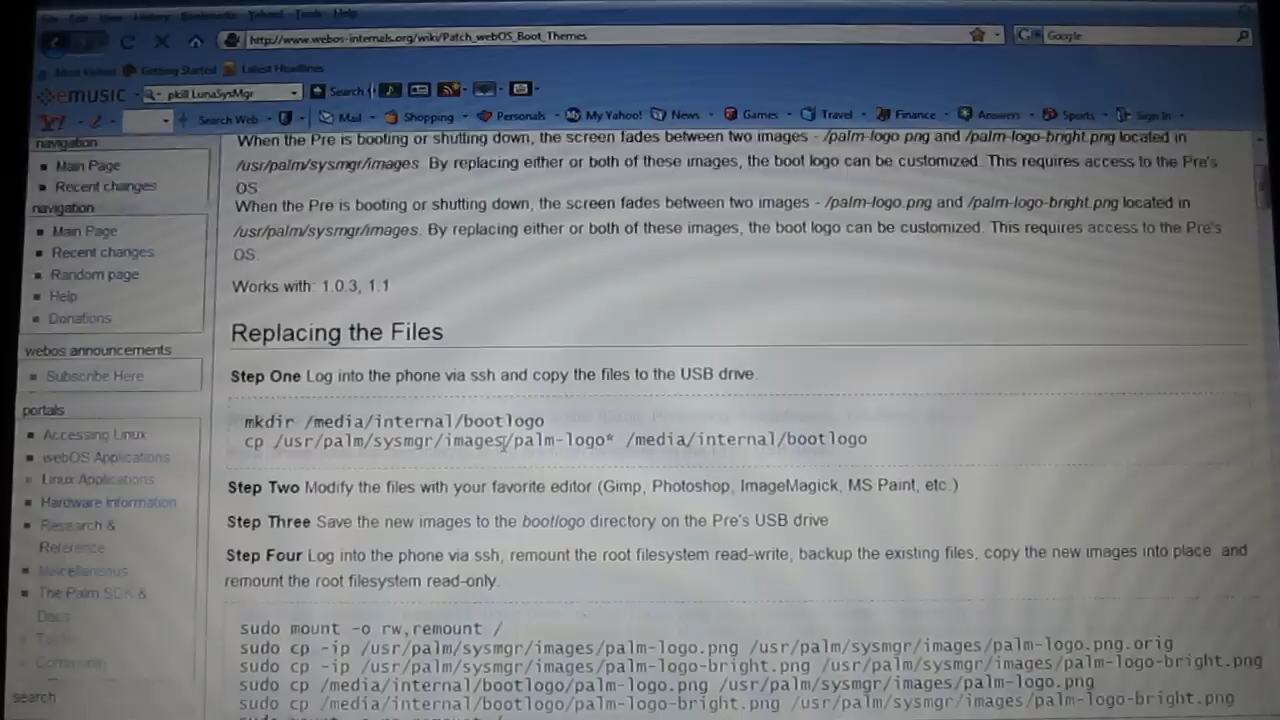 File Edit View History Bookmarks Yahoo! Tools Help
http://www.webos-internals.org/wiki/Patch_webOS_Boot_Themes
Google
Most Visited Getting Started Latest Headlines
emusic pkill LunaSysMgr Search
Y! Search Web Mail Shopping Personals My Yahoo! News Games Travel Finance Answers Sports Sign In
navigation
Main Page
Recent changes
navigation
Main Page
Recent changes
Random page
Help
Donations
webos announcements
Subscribe Here
portals
Accessing Linux
webOS Applications
Linux Applications
Hardware Information
Research &
Reference
Miscellaneous
The Palm SDK &
Docs
Community
search
When the Pre is booting or shutting down, the screen fades between two images - /palm-logo.png and /palm-logo-bright.png located in
/usr/palm/sysmgr/images. By replacing either or both of these images, the boot logo can be customized. This requires access to the Pre's
OS.
When the Pre is booting or shutting down, the screen fades between two images - /palm-logo.png and /palm-logo-bright.png located in
/usr/palm/sysmgr/images. By replacing either or both of these images, the boot logo can be customized. This requires access to the Pre's
OS.
Works with: 1.0.3, 1.1
Replacing the Files
Step One Log into the phone via ssh and copy the files to the USB drive.
mkdir /media/internal/bootlogo
cp /usr/palm/sysmgr/images/palm-logo* /media/internal/bootlogo
Step Two Modify the files with your favorite editor (Gimp, Photoshop, ImageMagick, MS Paint, etc.)
Step Three Save the new images to the bootlogo directory on the Pre's USB drive
Step Four Log into the phone via ssh, remount the root filesystem read-write, backup the existing files, copy the new images into place, and
remount the root filesystem read-only.
sudo mount -o rw,remount /
sudo cp -ip /usr/palm/sysmgr/images/palm-logo.png /usr/palm/sysmgr/images/palm-logo.png.orig
sudo cp -ip /usr/palm/sysmgr/images/palm-logo-bright.png /usr/palm/sysmgr/images/palm-logo-bright.png
sudo cp /media/internal/bootlogo/palm-logo.png /usr/palm/sysmgr/images/palm-logo.png
sudo cp /media/internal/bootlogo/palm-logo-bright.png /usr/palm/sysmgr/images/palm-logo-bright.png